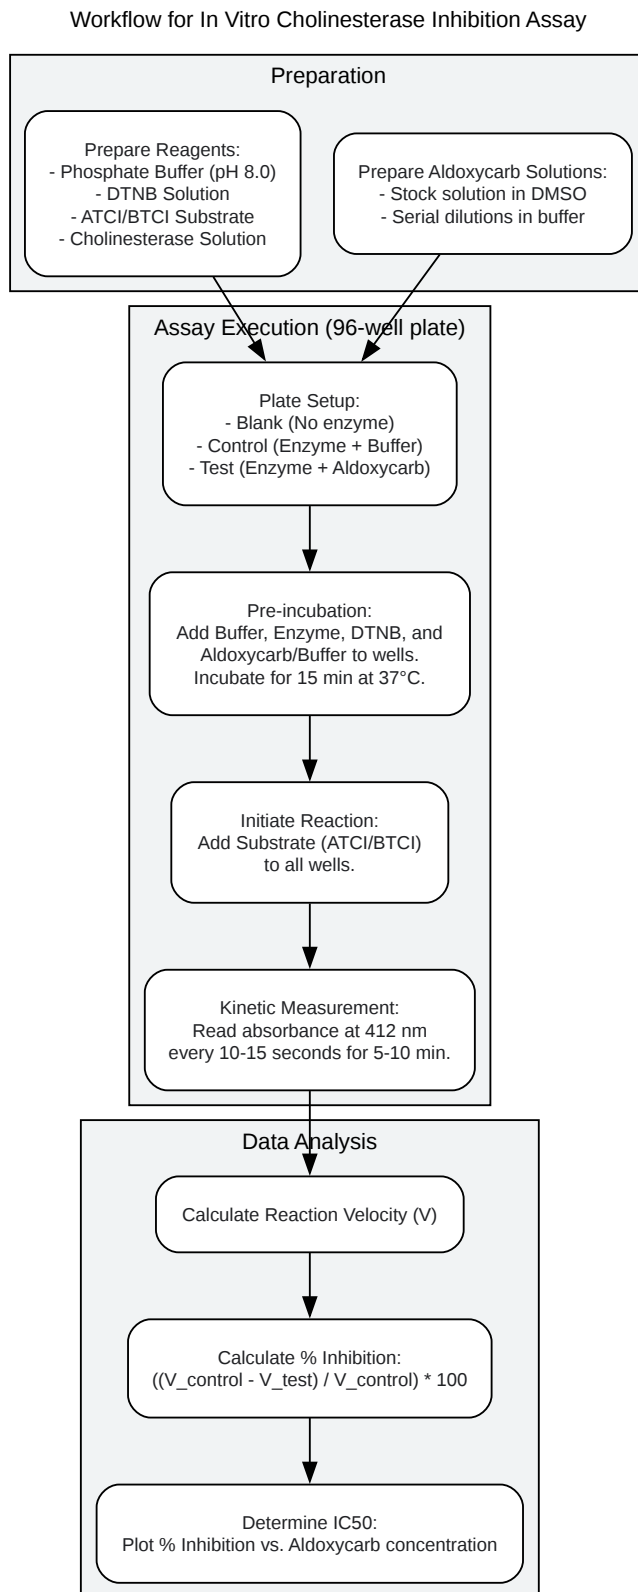 Workflow for In Vitro Cholinesterase Inhibition Assay
Preparation
Prepare Reagents:
- Phosphate Buffer (pH 8.0)
- DTNB Solution
- ATCI/BTCI Substrate
- Cholinesterase Solution
Prepare Aldoxycarb Solutions:
- Stock solution in DMSO
- Serial dilutions in buffer
Assay Execution (96-well plate)
Plate Setup:
- Blank (No enzyme)
- Control (Enzyme + Buffer)
- Test (Enzyme + Aldoxycarb)
Pre-incubation:
Add Buffer, Enzyme, DTNB, and
Aldoxycarb/Buffer to wells.
Incubate for 15 min at 37°C.
Initiate Reaction:
Add Substrate (ATCI/BTCI)
to all wells.
Kinetic Measurement:
Read absorbance at 412 nm
every 10-15 seconds for 5-10 min.
Data Analysis
Calculate Reaction Velocity (V)
Calculate % Inhibition:
((V_control - V_test) / V_control) * 100
Determine IC50:
Plot % Inhibition vs. Aldoxycarb concentration